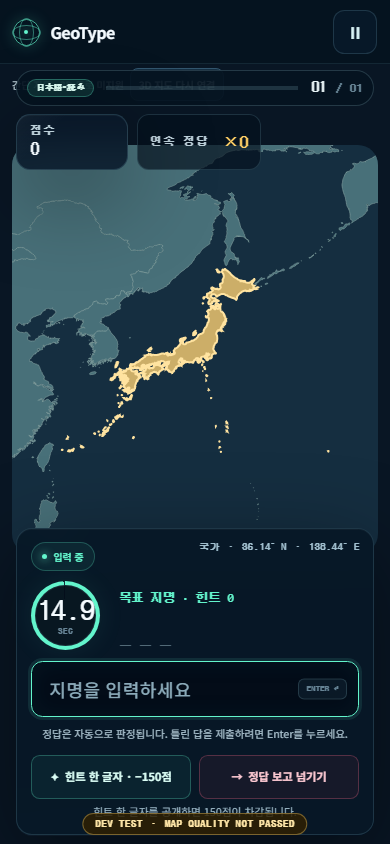 GeoType
01 / 01
점수
0
연속 정답 ×0
입력 중
국가 · 36.14° N · 138.44° E
14.9
SEC
목표 지명 · 힌트 0
_ _ _
지명을 입력하세요
ENTER ⏎
정답은 자동으로 판정됩니다. 틀린 답을 제출하려면 Enter를 누르세요.
✦ 힌트 한 글자 · −150점
→ 정답 보고 넘기기
힌트 한 글자를 공개하면 150점이 차감됩니다.
DEV TEST · MAP QUALITY NOT PASSED